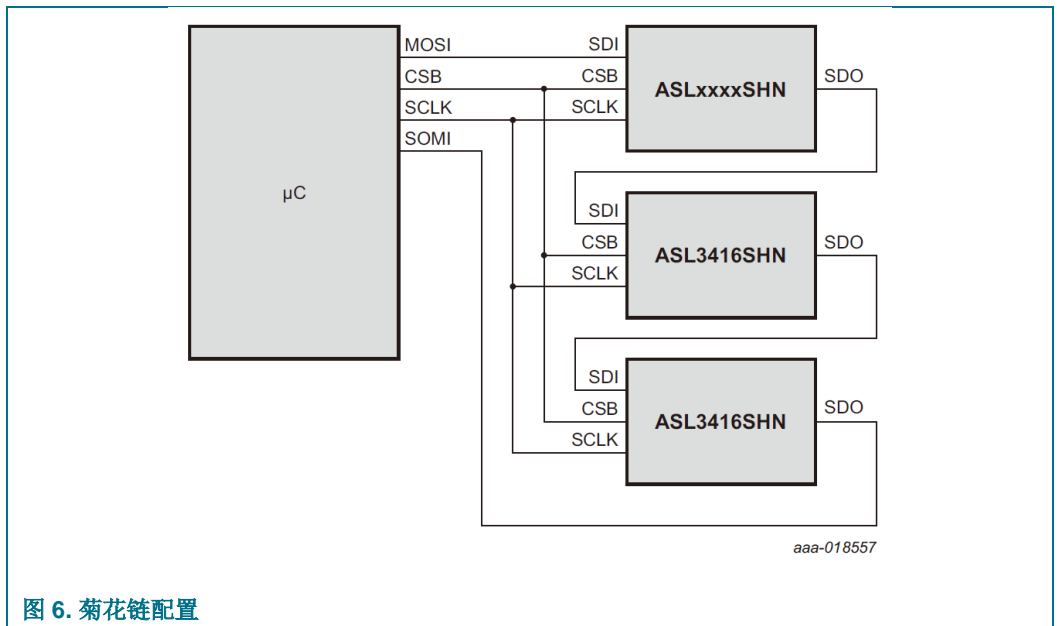 MOSI
CSB
SCLK
SOMI
µC
SDI
CSB
SCLK
ASLxxxxSHN
SDO
SDI
CSB
SCLK
ASL3416SHN
SDO
SDI
CSB
SCLK
ASL3416SHN
SDO
aaa-018557
图 6. 菊花链配置